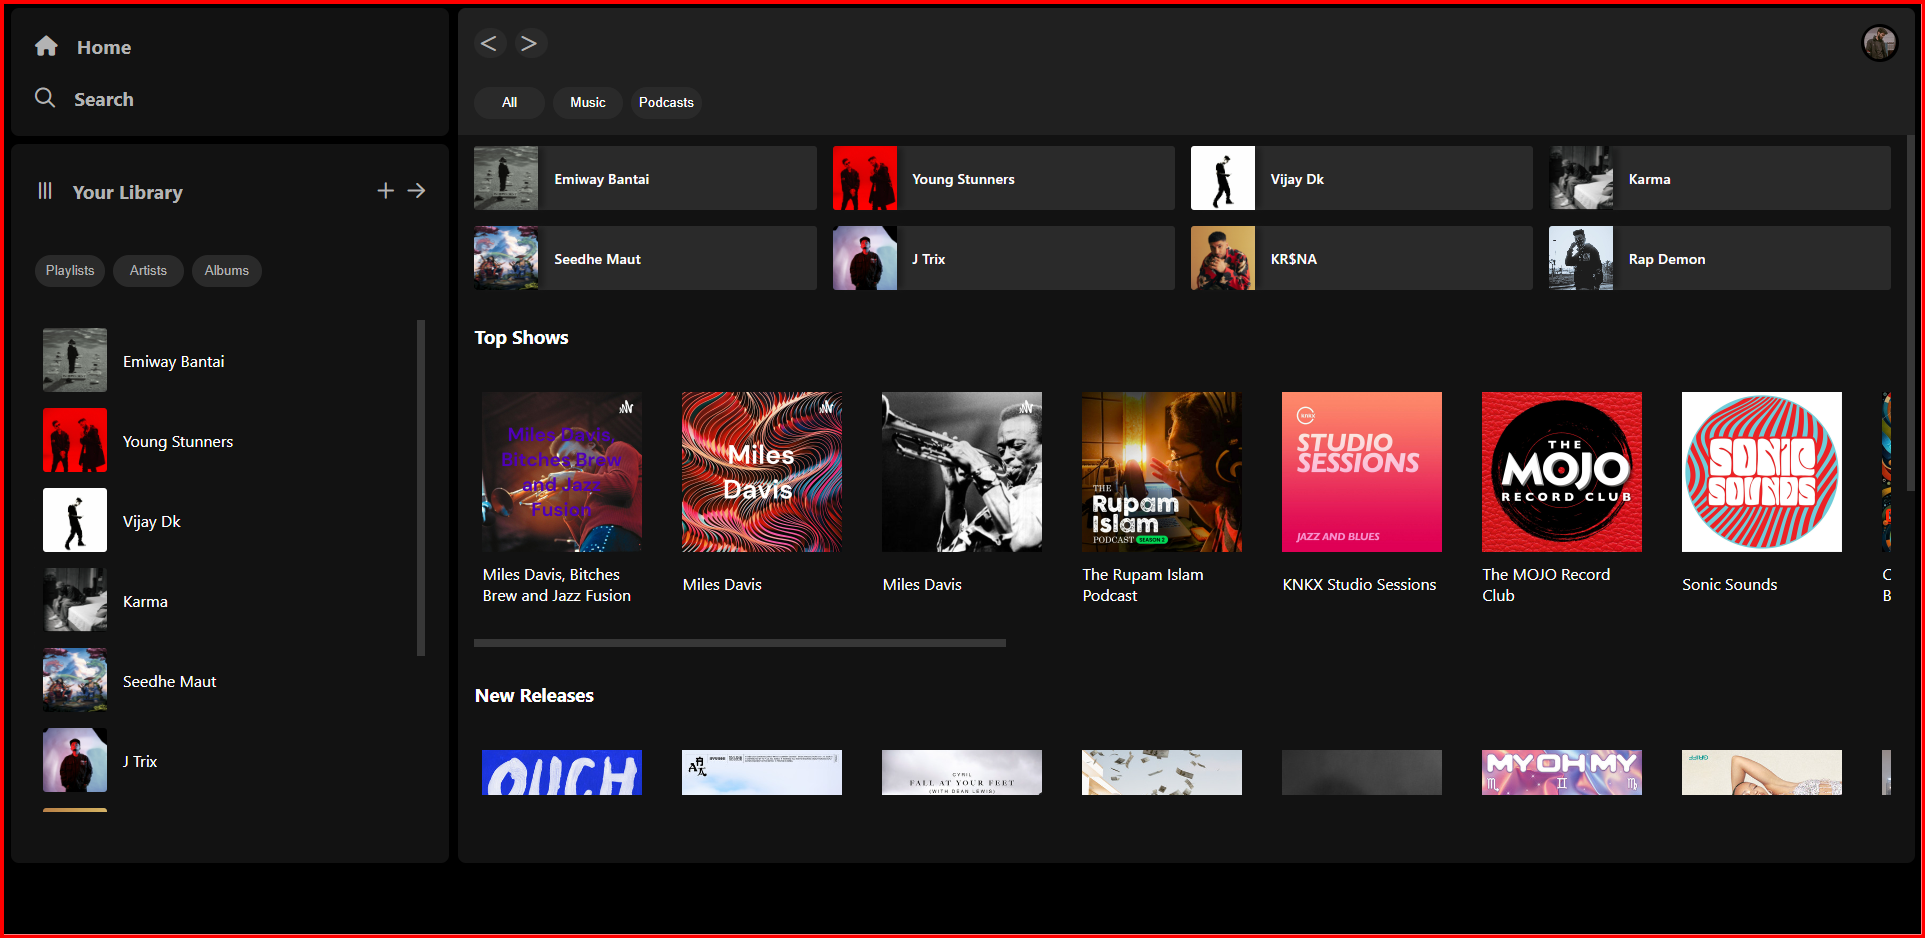 Home
Search
Your Library
Playlists
Artists
Albums
Emiway Bantai
Young Stunners
Vijay Dk
Karma
Seedhe Maut
J Trix
All
Music
Podcasts
Emiway Bantai
Young Stunners
Vijay Dk
Karma
Seedhe Maut
J Trix
KR$NA
Rap Demon
Top Shows
Miles Davis,
Bitches Brew
and Jazz
Fusion
Miles
Davis
THE
Rupam
Islam
PODCAST SEASON 2
KNKX
STUDIO
SESSIONS
JAZZ AND BLUES
THE
MOJO
RECORD CLUB
SONIC
SOUNDS
Miles Davis, Bitches
Brew and Jazz Fusion
Miles Davis
Miles Davis
The Rupam Islam
Podcast
KNKX Studio Sessions
The MOJO Record
Club
Sonic Sounds
C
B
New Releases
OUCH
CYRIL
FALL AT YOUR FEET
(WITH DEAN LEWIS)
MY OH MY
GRIFF